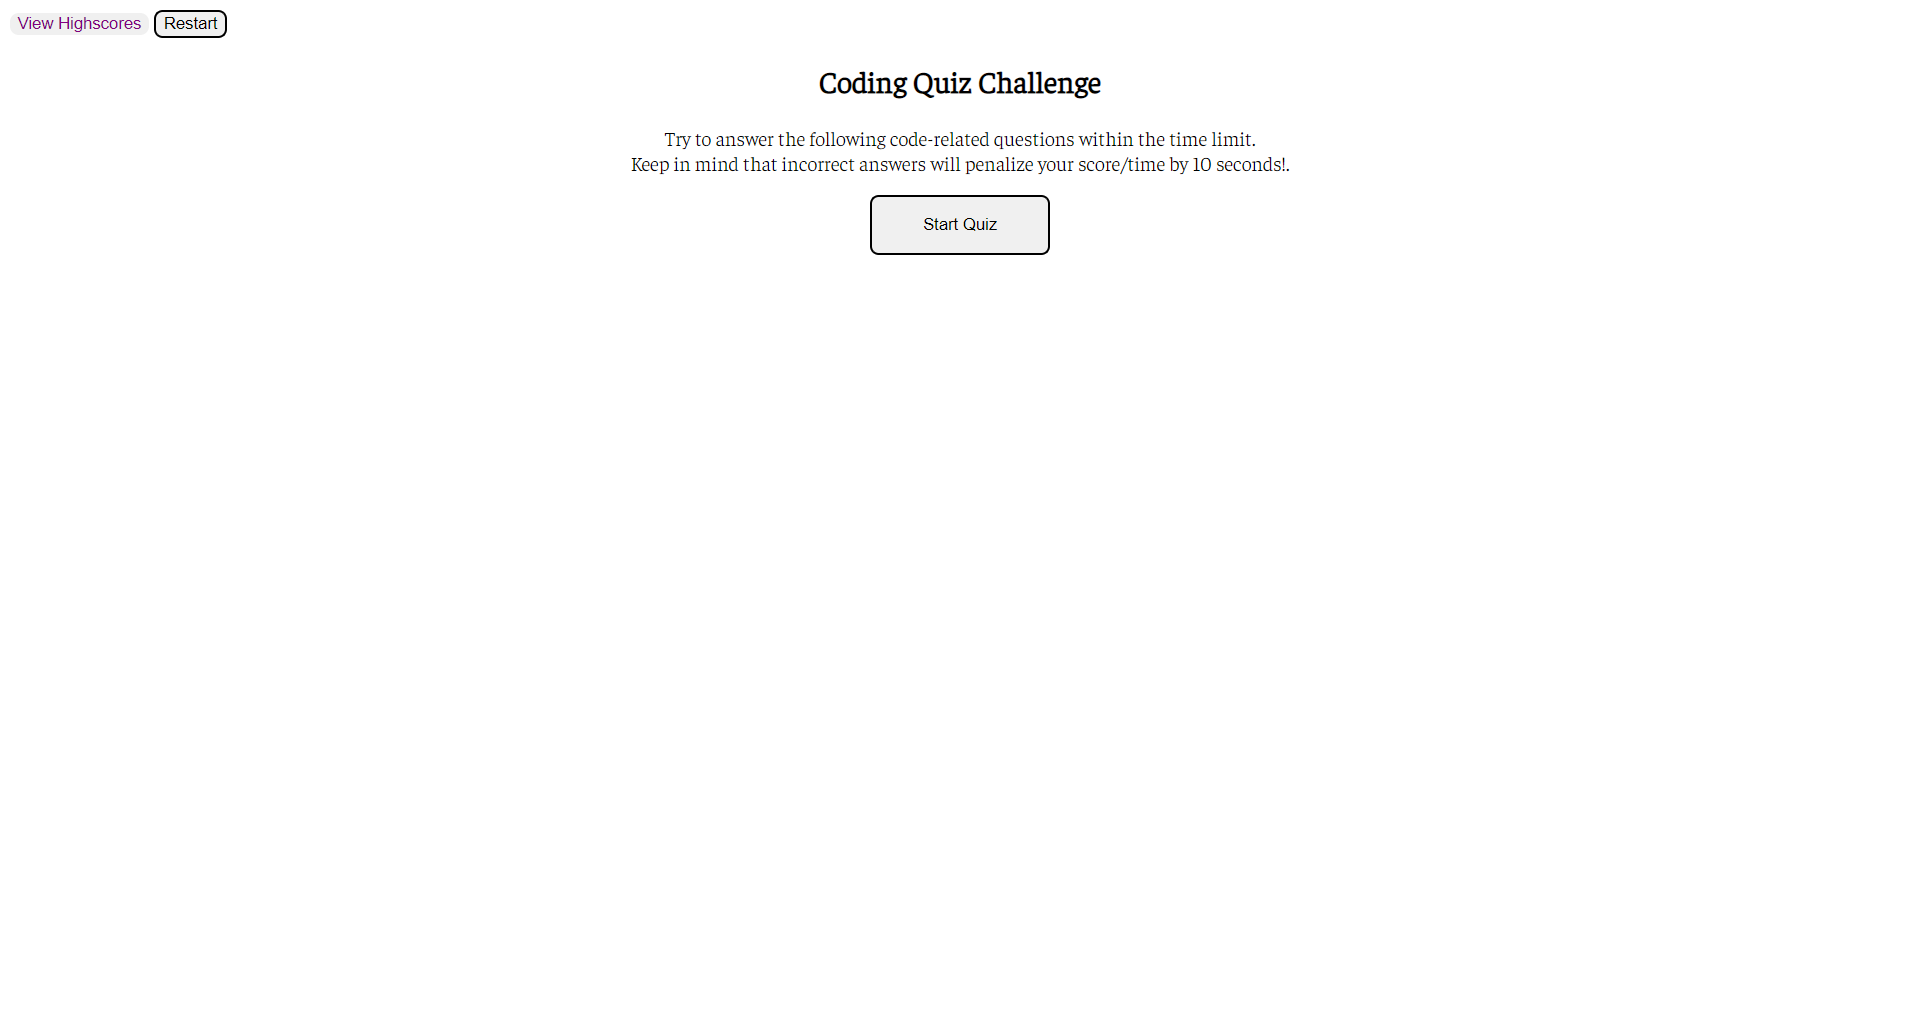 View Highscores Restart
Coding Quiz Challenge
Try to answer the following code-related questions within the time limit.
Keep in mind that incorrect answers will penalize your score/time by 10 seconds!.
Start Quiz